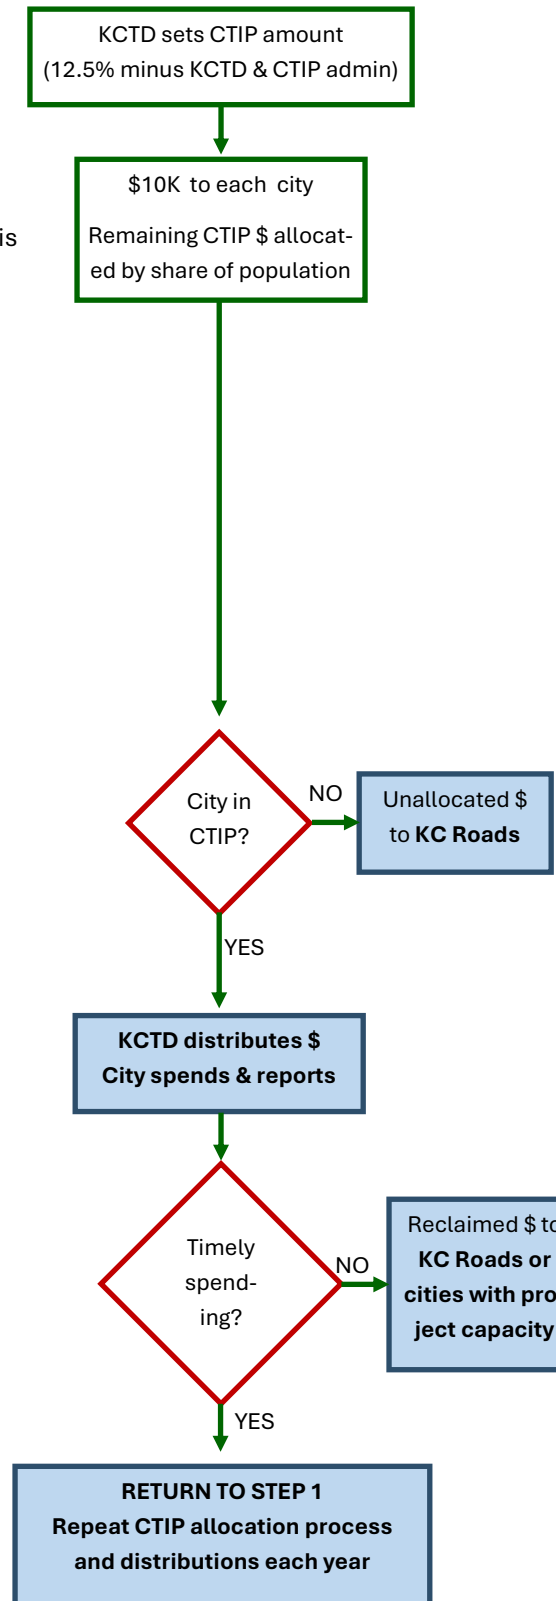 KCTD sets CTIP amount
(12.5% minus KCTD & CTIP admin)
$10K to each city
is
Remaining CTIP $ allocat-
ed by share of population
City in
CTIP?
NO
Unallocated $
to KC Roads
YES
KCTD distributes $
City spends & reports
Timely
spend-
ing?
NO
Reclaimed $ to
KC Roads or
cities with pro-
ject capacity
YES
RETURN TO STEP 1
Repeat CTIP allocation process
and distributions each year